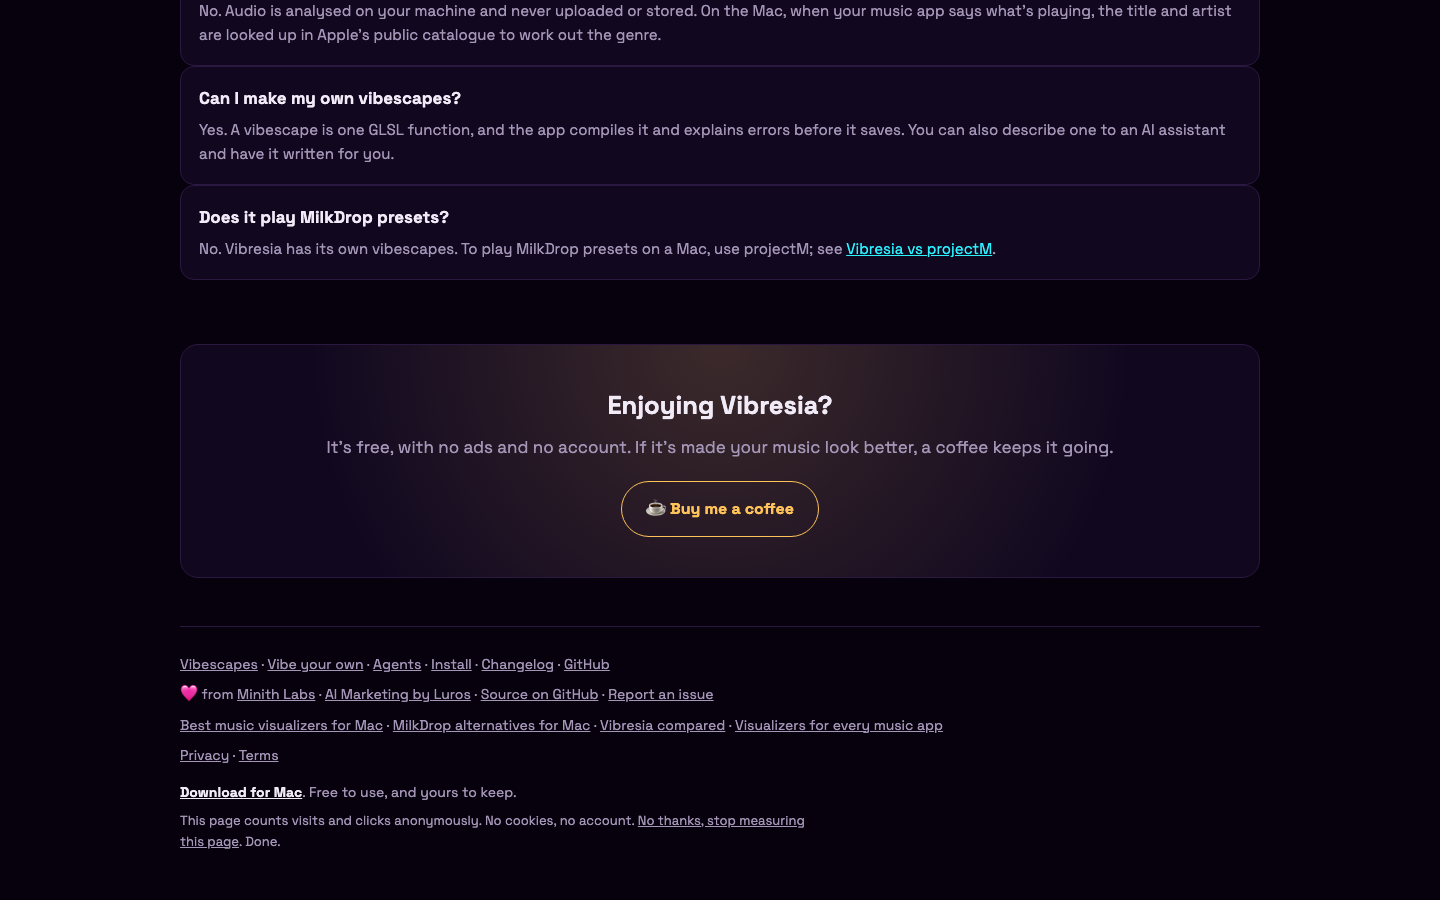 No. Audio is analysed on your machine and never uploaded or stored. On the Mac, when your music app says what's playing, the title and artist
are looked up in Apple's public catalogue to work out the genre.
Can I make my own vibescapes?
Yes. A vibescape is one GLSL function, and the app compiles it and explains errors before it saves. You can also describe one to an AI assistant
and have it written for you.
Does it play MilkDrop presets?
No. Vibresia has its own vibescapes. To play MilkDrop presets on a Mac, use projectM; see Vibresia vs projectM.
Enjoying Vibresia?
It's free, with no ads and no account. If it's made your music look better, a coffee keeps it going.
☕ Buy me a coffee
Vibescapes · Vibe your own · Agents · Install · Changelog · GitHub
🩷 from Minith Labs · AI Marketing by Luros · Source on GitHub · Report an issue
Best music visualizers for Mac · MilkDrop alternatives for Mac · Vibresia compared · Visualizers for every music app
Privacy · Terms
Download for Mac. Free to use, and yours to keep.
This page counts visits and clicks anonymously. No cookies, no account. No thanks, stop measuring
this page. Done.